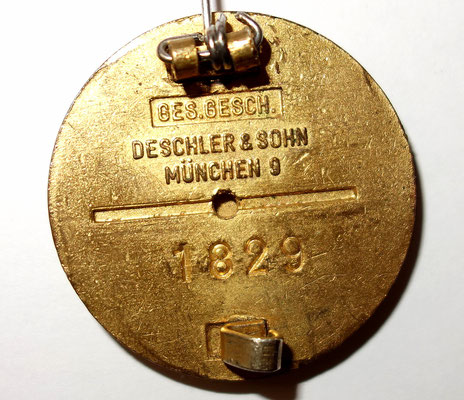 GES.GESCH.
DESCHLER & SOHN
MÜNCHEN 9
1829